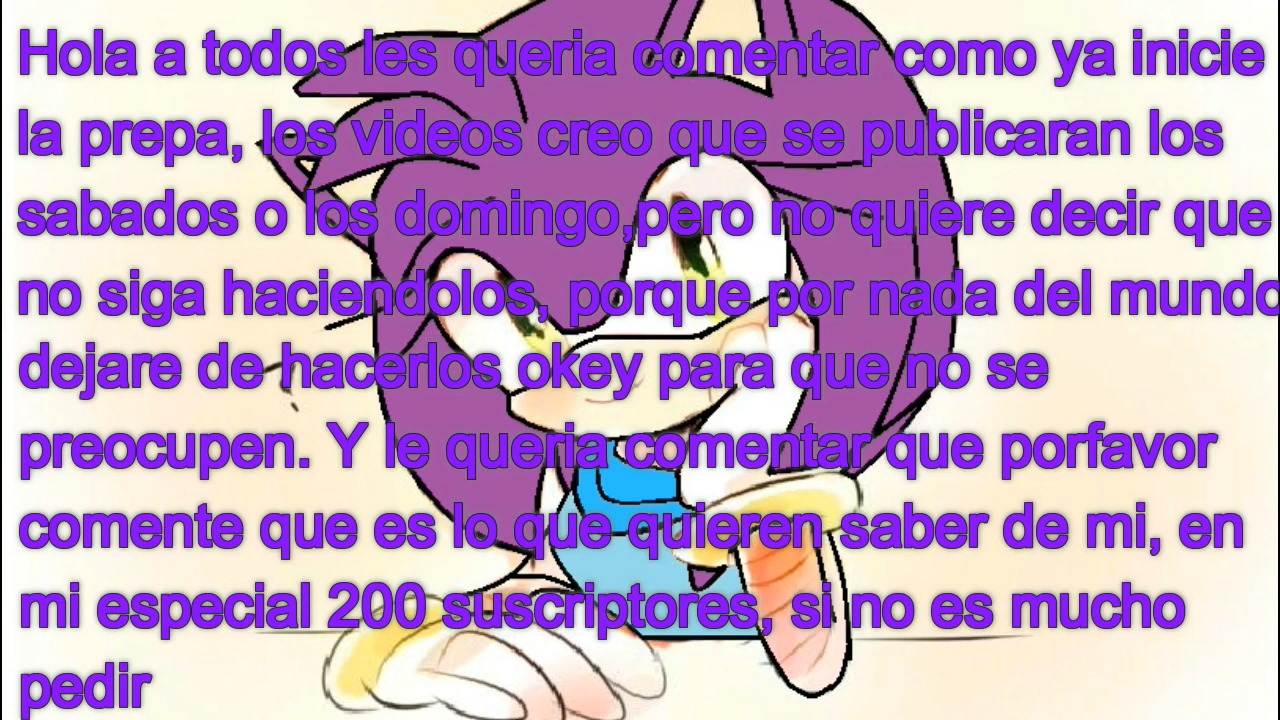 Hola a todos les queria comentar como ya inicie
la prepa, los videos creo que se publicaran los
sabados o los domingo,pero no quiere decir que
no siga haciendolos, porque por nada del mundo
dejare de hacerlos okey para que no se
preocupen. Y le queria comentar que porfavor
comente que es lo que quieren saber de mi, en
mi especial 200 suscriptores, si no es mucho
pedir